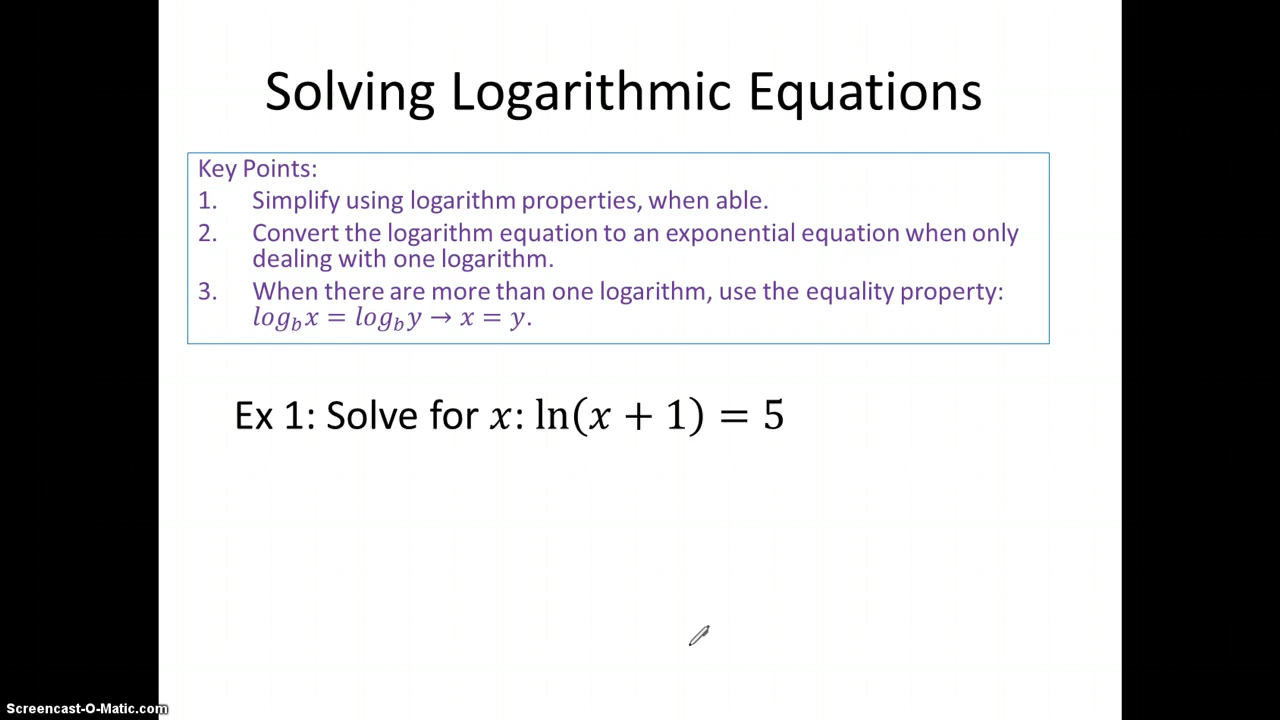 Solving Logarithmic Equations
Key Points:
1. Simplify using logarithm properties, when able.
2. Convert the logarithm equation to an exponential equation when only
dealing with one logarithm.
3. When there are more than one logarithm, use the equality property:
log_b x = log_b y → x = y.
Ex 1: Solve for x: ln(x + 1) = 5
Screencast-O-Matic.com